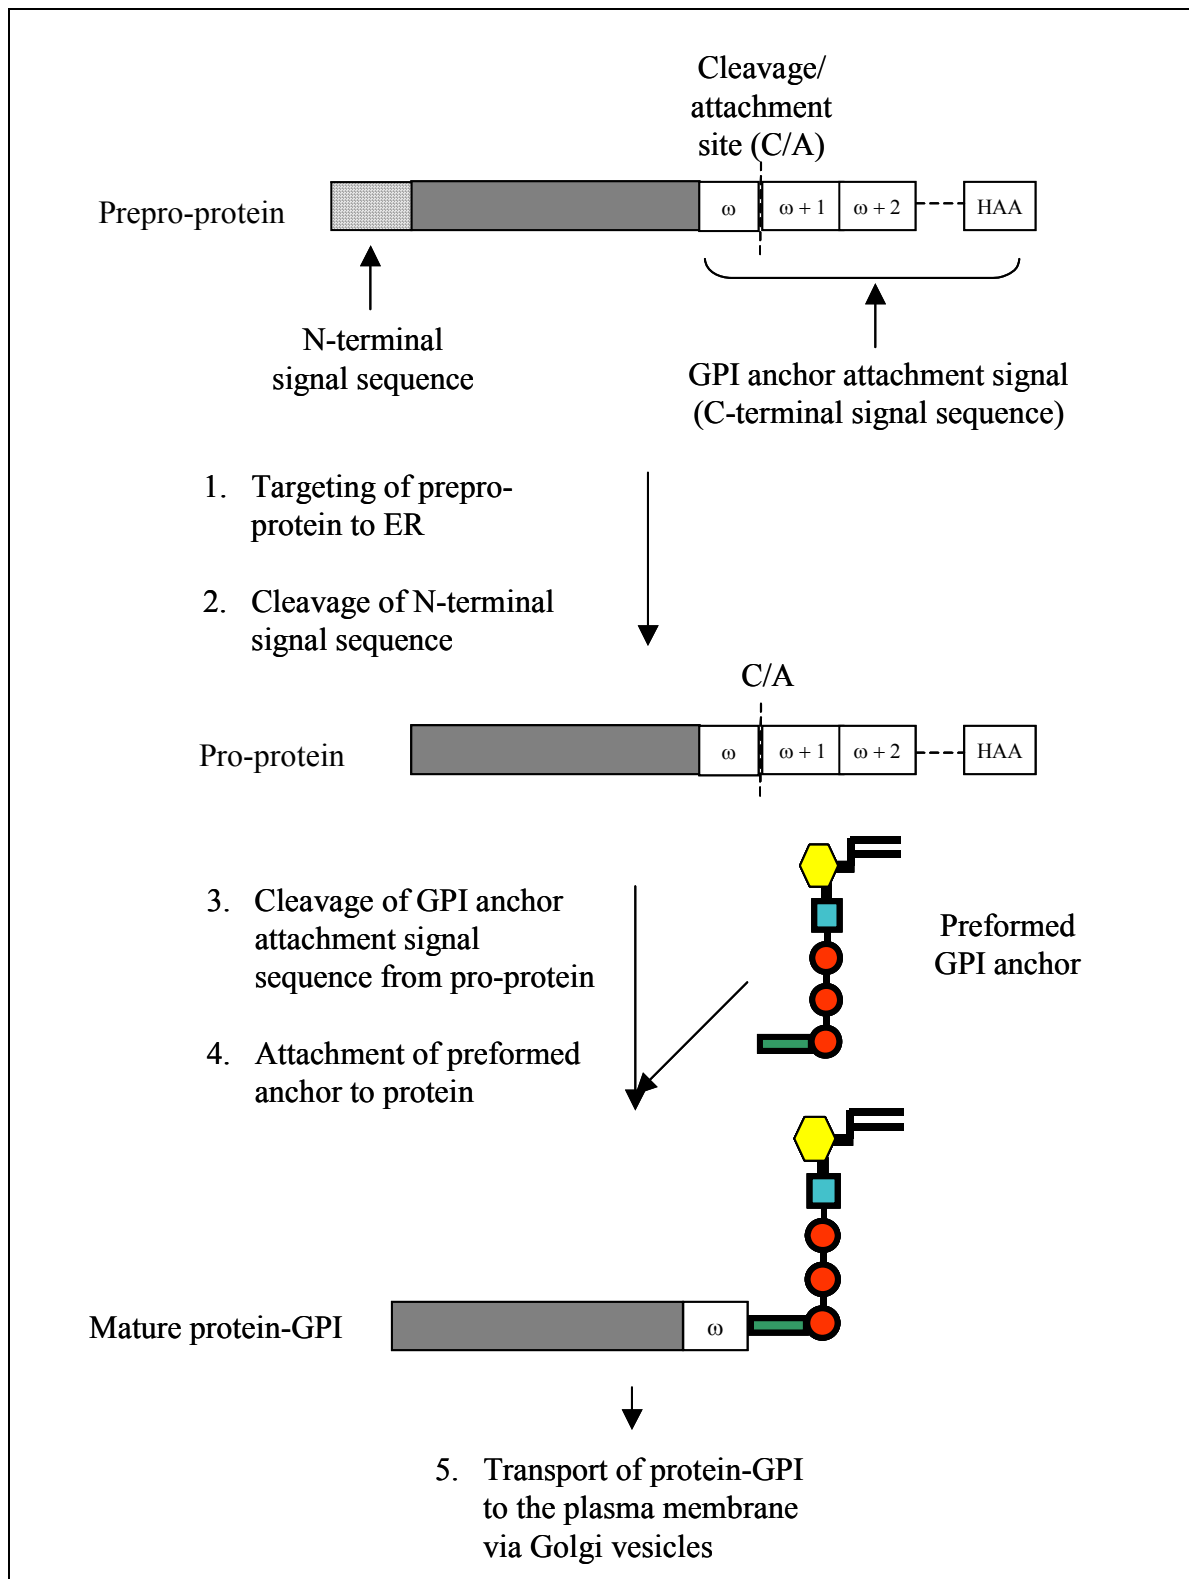 Cleavage/
attachment
site (C/A)
Prepro-protein
ω
ω + 1
ω + 2
HAA
N-terminal
signal sequence
GPI anchor attachment signal
(C-terminal signal sequence)
1. Targeting of prepro-
protein to ER
2. Cleavage of N-terminal
signal sequence
C/A
Pro-protein
ω
ω + 1
ω + 2
HAA
3. Cleavage of GPI anchor
attachment signal
sequence from pro-protein
Preformed
GPI anchor
4. Attachment of preformed
anchor to protein
Mature protein-GPI
ω
5. Transport of protein-GPI
to the plasma membrane
via Golgi vesicles